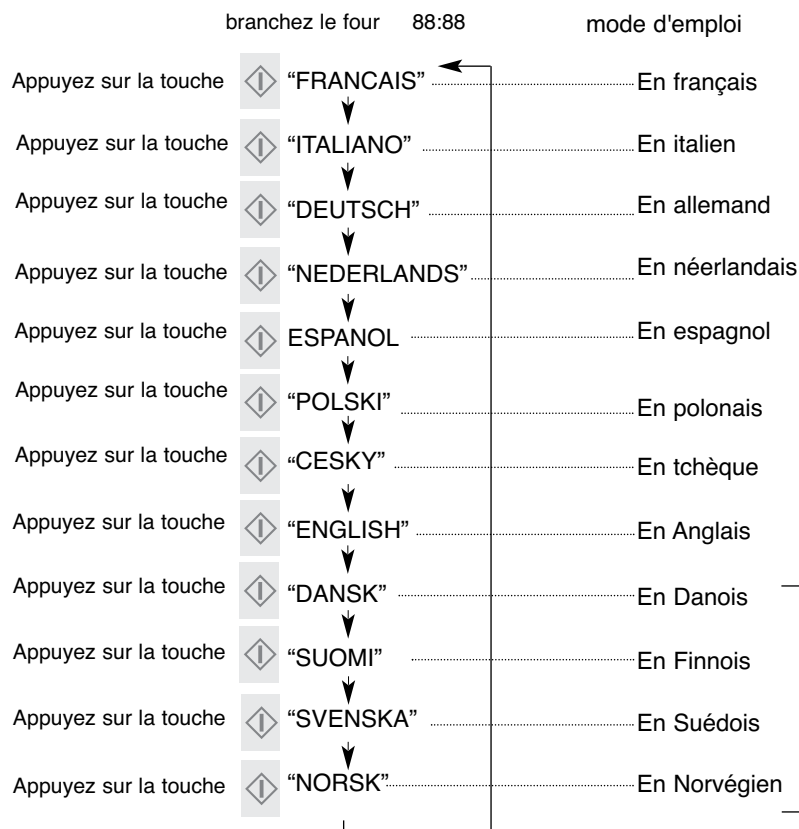 branchez le four 88:88 mode d'emploi
Appuyez sur la touche “FRANCAIS” En français
Appuyez sur la touche “ITALIANO” En italien
Appuyez sur la touche “DEUTSCH” En allemand
Appuyez sur la touche “NEDERLANDS” En néerlandais
Appuyez sur la touche ESPANOL En espagnol
Appuyez sur la touche “POLSKI” En polonais
Appuyez sur la touche “CESKY” En tchèque
Appuyez sur la touche “ENGLISH” En Anglais
Appuyez sur la touche “DANSK” En Danois
Appuyez sur la touche “SUOMI” En Finnois
Appuyez sur la touche “SVENSKA” En Suédois
Appuyez sur la touche “NORSK” En Norvégien